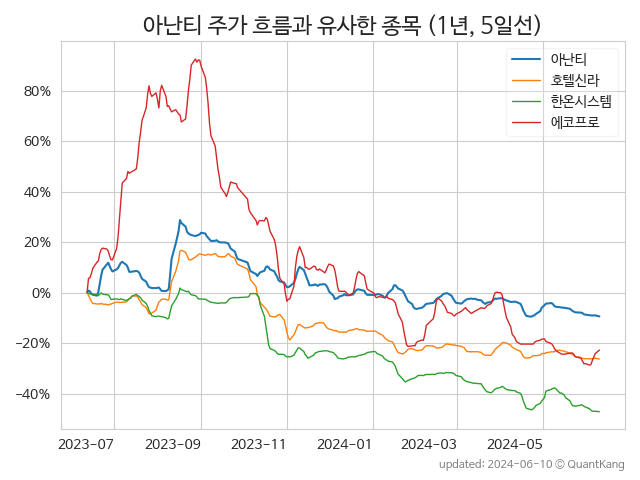 아난티 주가 흐름과 유사한 종목 (1년, 5일선)
아난티
호텔신라
한온시스템
에코프로
80%
60%
40%
20%
0%
−20%
−40%
2023-07
2023-09
2023-11
2024-01
2024-03
2024-05
updated: 2024-06-10 © QuantKang